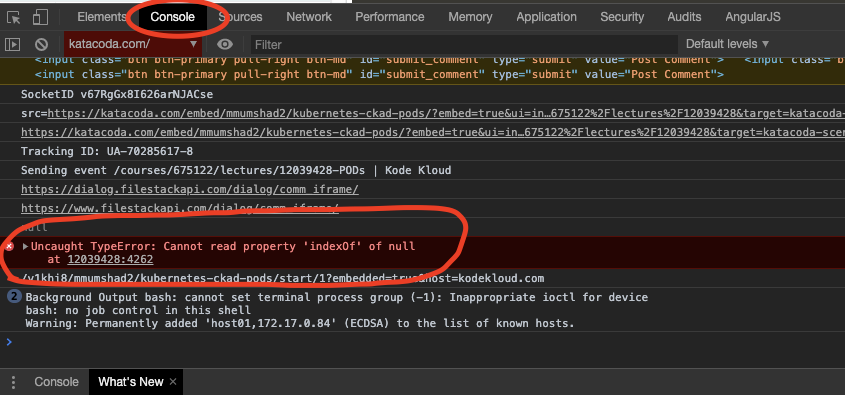 Elements Console Sources Network Performance Memory Application Security Audits AngularJS
katacoda.com/ ▼ Filter Default levels ▼
<input class="btn btn-primary pull-right btn-md" id="submit_comment" type="submit" value="Post Comment"> <input class=
<input class="btn btn-primary pull-right btn-md" id="submit_comment" type="submit" value="Post Comment">
SocketID v67RgGx8I626arNJACse
src=https://katacoda.com/embed/mmumshad2/kubernetes-ckad-pods/?embed=true&ui=in…675122%2Flectures%2F12039428&target=katacoda-scen
https://katacoda.com/embed/mmumshad2/kubernetes-ckad-pods/?embed=true&ui=in…675122%2Flectures%2F12039428&target=katacoda-scen
Tracking ID: UA-70285617-8
Sending event /courses/675122/lectures/12039428-PODs | Kode Kloud
https://dialog.filestackapi.com/dialog/comm_iframe/
https://www.filestackapi.com/dialog/comm_iframe/
null
Uncaught TypeError: Cannot read property 'indexOf' of null
at 12039428:4262
/v1khj8/mmumshad2/kubernetes-ckad-pods/start/1?embedded=true&host=kodekloud.com
2 Background Output bash: cannot set terminal process group (-1): Inappropriate ioctl for device
bash: no job control in this shell
Warning: Permanently added 'host01,172.17.0.84' (ECDSA) to the list of known hosts.
>
Console What's New ×